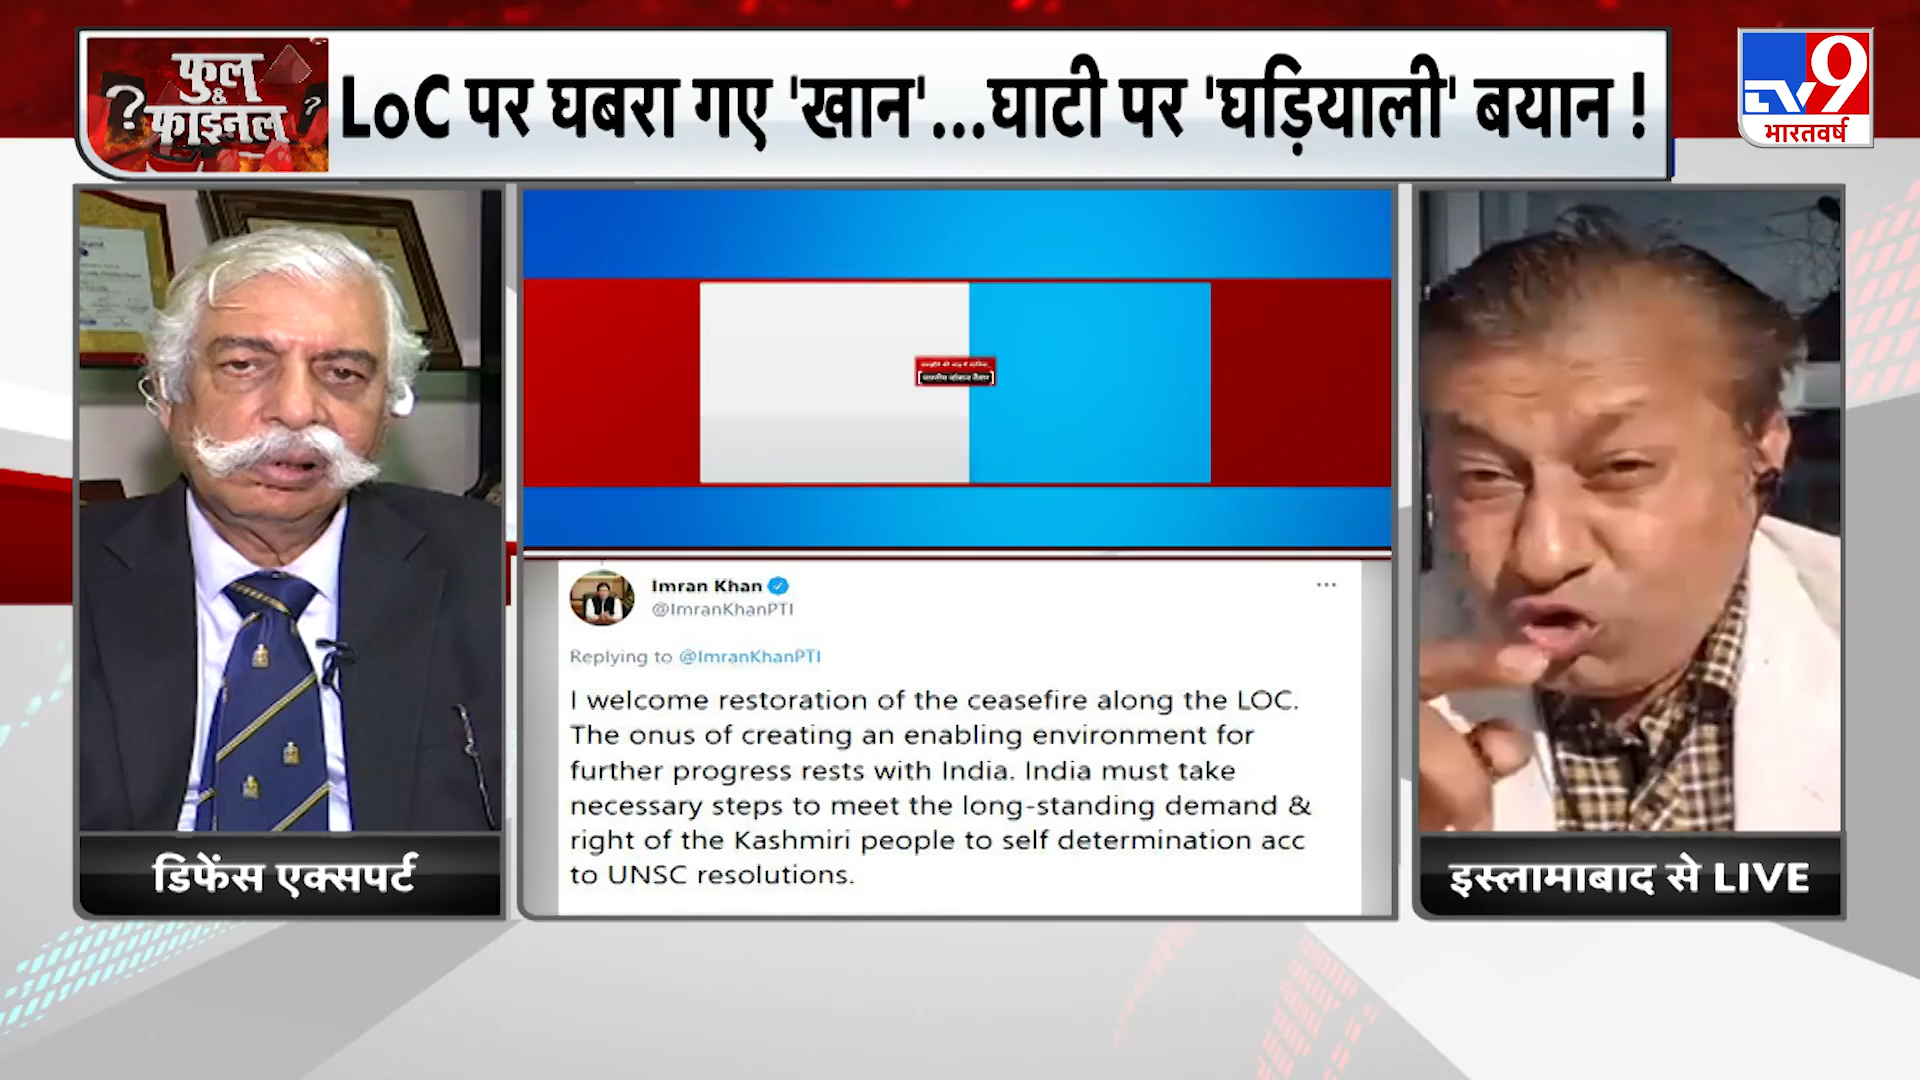 फुल
&
फाइनल
LoC पर घबरा गए 'खान'...घाटी पर 'घड़ियाली' बयान !
TV9
भारतवर्ष
Imran Khan
@ImranKhanPTI
Replying to @ImranKhanPTI
I welcome restoration of the ceasefire along the LOC.
The onus of creating an enabling environment for
further progress rests with India. India must take
necessary steps to meet the long-standing demand &
right of the Kashmiri people to self determination acc
to UNSC resolutions.
डिफेंस एक्सपर्ट
इस्लामाबाद से LIVE